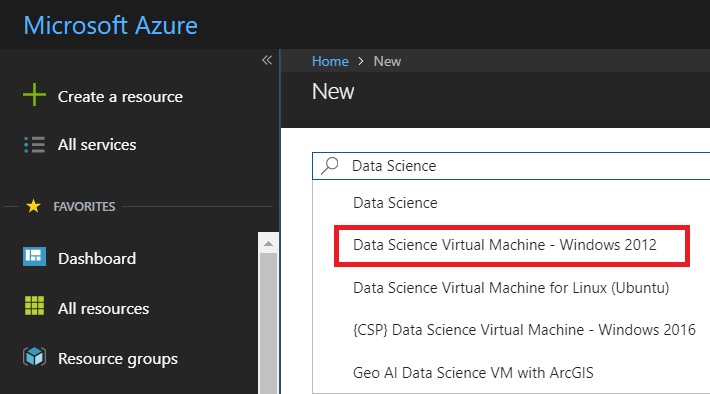 Microsoft Azure
«
Create a resource
All services
FAVORITES
Dashboard
All resources
Resource groups
Home > New
New
Data Science
Data Science
Data Science Virtual Machine - Windows 2012
Data Science Virtual Machine for Linux (Ubuntu)
{CSP} Data Science Virtual Machine - Windows 2016
Geo AI Data Science VM with ArcGIS